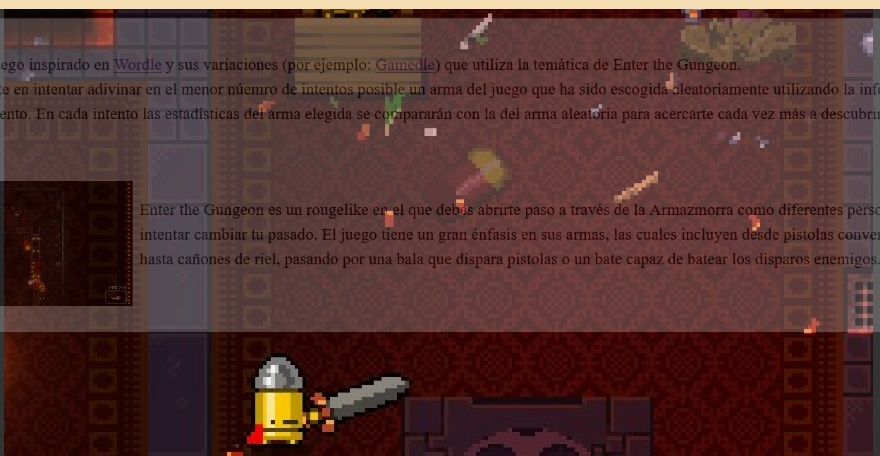 ego inspirado en Wordle y sus variaciones (por ejemplo: Gamedle) que utiliza la temática de Enter the Gungeon.
te en intentar adivinar en el menor núemro de intentos posible un arma del juego que ha sido escogida aleatoriamente utilizando la info
ento. En cada intento las estadísticas del arma elegida se compararán con la del arma aleatoria para acercarte cada vez más a descubrir
Enter the Gungeon es un rougelike en el que debes abrirte paso a través de la Armazmorra como diferentes perso
intentar cambiar tu pasado. El juego tiene un gran énfasis en sus armas, las cuales incluyen desde pistolas conven
hasta cañones de riel, pasando por una bala que dispara pistolas o un bate capaz de batear los disparos enemigos.